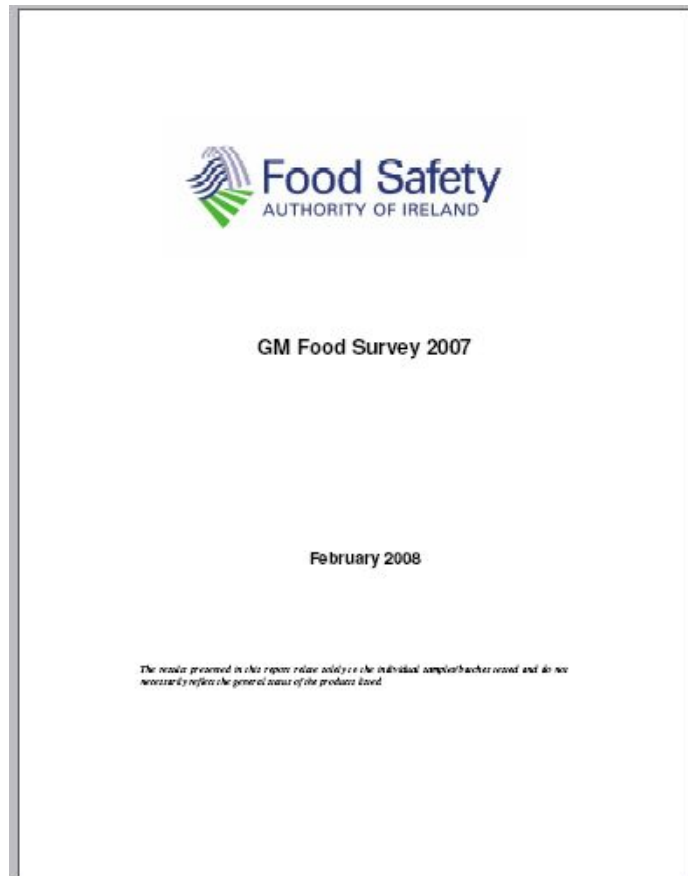 Food Safety
AUTHORITY OF IRELAND
GM Food Survey 2007
February 2008
The results presented in this report relate solely to the individual samples/batches tested and do not
necessarily reflect the general status of the products listed